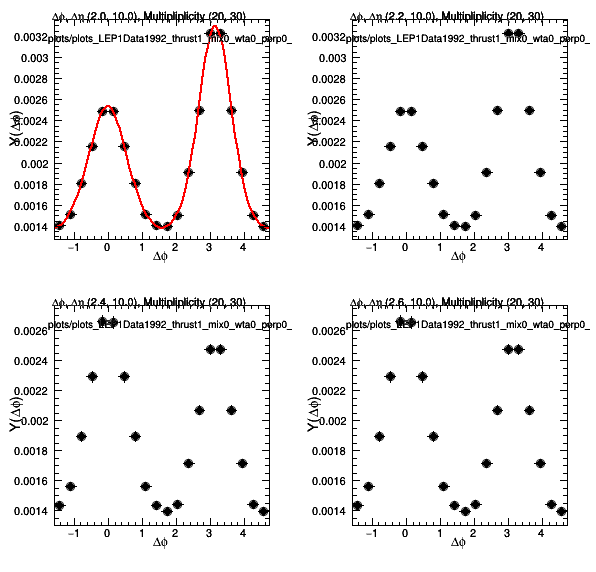 Δϕ, Δη (2.0, 10.0), Multipliplicity (20, 30)
plots/plots_LEP1Data1992_thrust1_mix0_wta0_perp0_
Y(Δϕ)
0.0032
0.003
0.0028
0.0026
0.0024
0.0022
0.002
0.0018
0.0016
0.0014
−1 0 1 2 3 4
Δϕ
Δϕ, Δη (2.2, 10.0), Multipliplicity (20, 30)
plots/plots_LEP1Data1992_thrust1_mix0_wta0_perp0_
Y(Δϕ)
0.0032
0.003
0.0028
0.0026
0.0024
0.0022
0.002
0.0018
0.0016
0.0014
−1 0 1 2 3 4
Δϕ
Δϕ, Δη (2.4, 10.0), Multipliplicity (20, 30)
plots/plots_LEP1Data1992_thrust1_mix0_wta0_perp0_
Y(Δϕ)
0.0026
0.0024
0.0022
0.002
0.0018
0.0016
0.0014
−1 0 1 2 3 4
Δϕ
Δϕ, Δη (2.6, 10.0), Multipliplicity (20, 30)
plots/plots_LEP1Data1992_thrust1_mix0_wta0_perp0_
Y(Δϕ)
0.0026
0.0024
0.0022
0.002
0.0018
0.0016
0.0014
−1 0 1 2 3 4
Δϕ